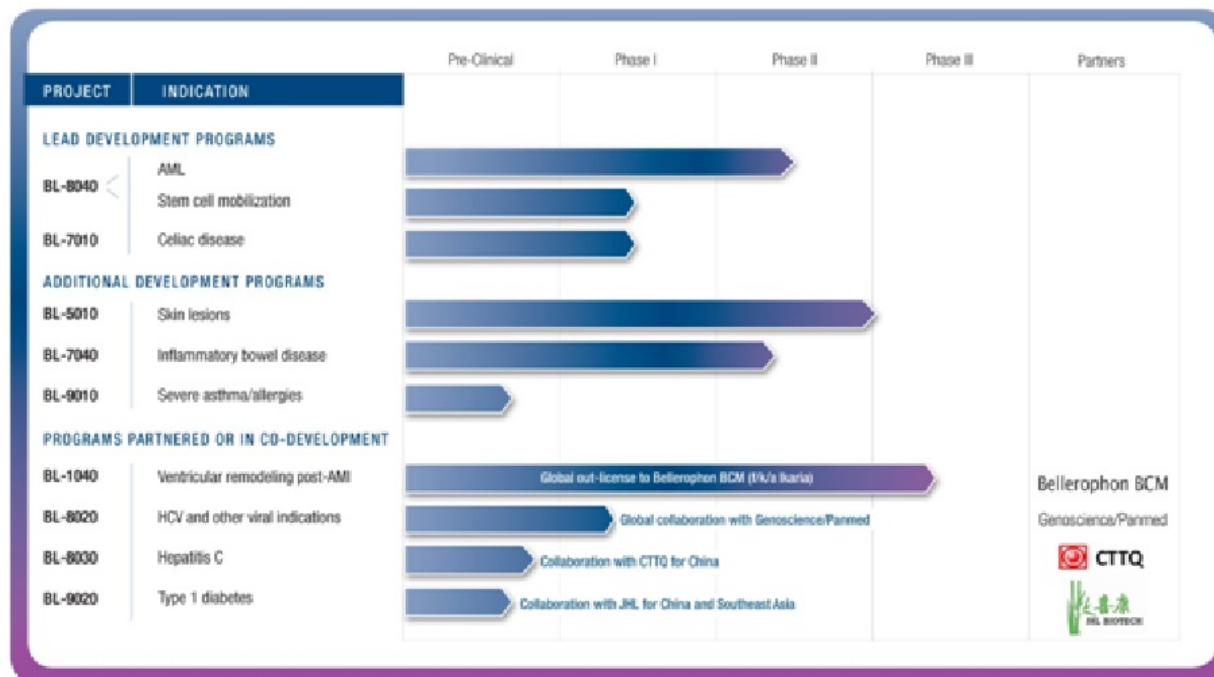 Pre-Clinical Phase I Phase II Phase III Partners
PROJECT INDICATION
LEAD DEVELOPMENT PROGRAMS
BL-8040 AML
Stem cell mobilization
BL-7010 Celiac disease
ADDITIONAL DEVELOPMENT PROGRAMS
BL-5010 Skin lesions
BL-7040 Inflammatory bowel disease
BL-9010 Severe asthma/allergies
PROGRAMS PARTNERED OR IN CO-DEVELOPMENT
BL-1040 Ventricular remodeling post-AMI Global out-license to Bellerophon BCM (f/k/a Ikaria) Bellerophon BCM
BL-8020 HCV and other viral indications Global collaboration with Genoscience/Panmed Genoscience/Panmed
BL-8030 Hepatitis C Collaboration with CTTQ for China CTTQ
BL-9020 Type 1 diabetes Collaboration with JHL for China and Southeast Asia 喜康
JHL BIOTECH